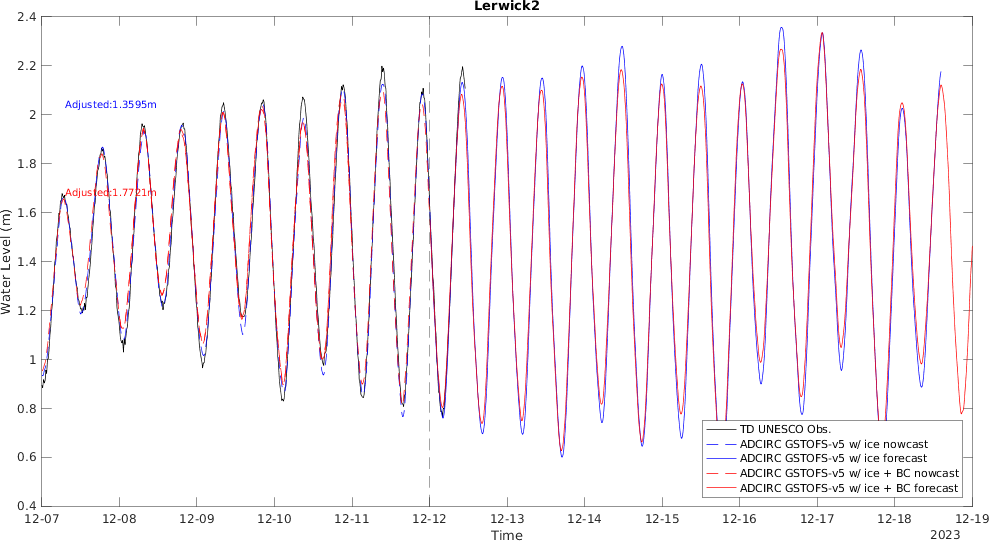 Lerwick2
2.4
2.2
2
1.8
1.6
1.4
1.2
1
0.8
0.6
0.4
Water Level (m)
Adjusted:1.3595m
Adjusted:1.7721m
TD UNESCO Obs.
ADCIRC GSTOFS-v5 w/ ice nowcast
ADCIRC GSTOFS-v5 w/ ice forecast
ADCIRC GSTOFS-v5 w/ ice + BC nowcast
ADCIRC GSTOFS-v5 w/ ice + BC forecast
12-07 12-08 12-09 12-10 12-11 12-12 12-13 12-14 12-15 12-16 12-17 12-18 12-19
Time
2023